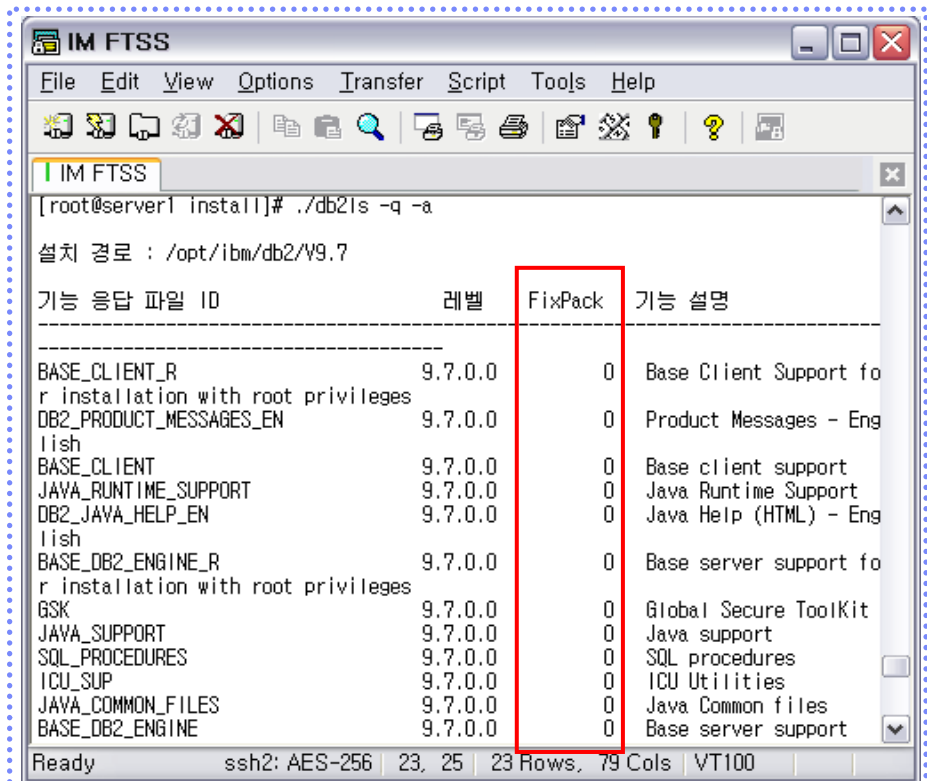 IM FTSS
File Edit View Options Transfer Script Tools Help
IM FTSS
[root@server1 install]# ./db2ls -q -a
설치 경로 : /opt/ibm/db2/V9.7
기능 응답 파일 ID 레벨 FixPack 기능 설명
--------------------------------------------------------------------------------
---------------------------------------
BASE_CLIENT_R 9.7.0.0 0 Base Client Support fo
r installation with root privileges
DB2_PRODUCT_MESSAGES_EN 9.7.0.0 0 Product Messages - Eng
lish
BASE_CLIENT 9.7.0.0 0 Base client support
JAVA_RUNTIME_SUPPORT 9.7.0.0 0 Java Runtime Support
DB2_JAVA_HELP_EN 9.7.0.0 0 Java Help (HTML) - Eng
lish
BASE_DB2_ENGINE_R 9.7.0.0 0 Base server support fo
r installation with root privileges
GSK 9.7.0.0 0 Global Secure ToolKit
JAVA_SUPPORT 9.7.0.0 0 Java support
SQL_PROCEDURES 9.7.0.0 0 SQL procedures
ICU_SUP 9.7.0.0 0 ICU Utilities
JAVA_COMMON_FILES 9.7.0.0 0 Java Common files
BASE_DB2_ENGINE 9.7.0.0 0 Base server support
Ready ssh2: AES-256 23, 25 23 Rows, 79 Cols VT100